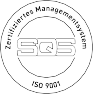 Zertifiziertes Managementsystem
SQS
ISO 9001